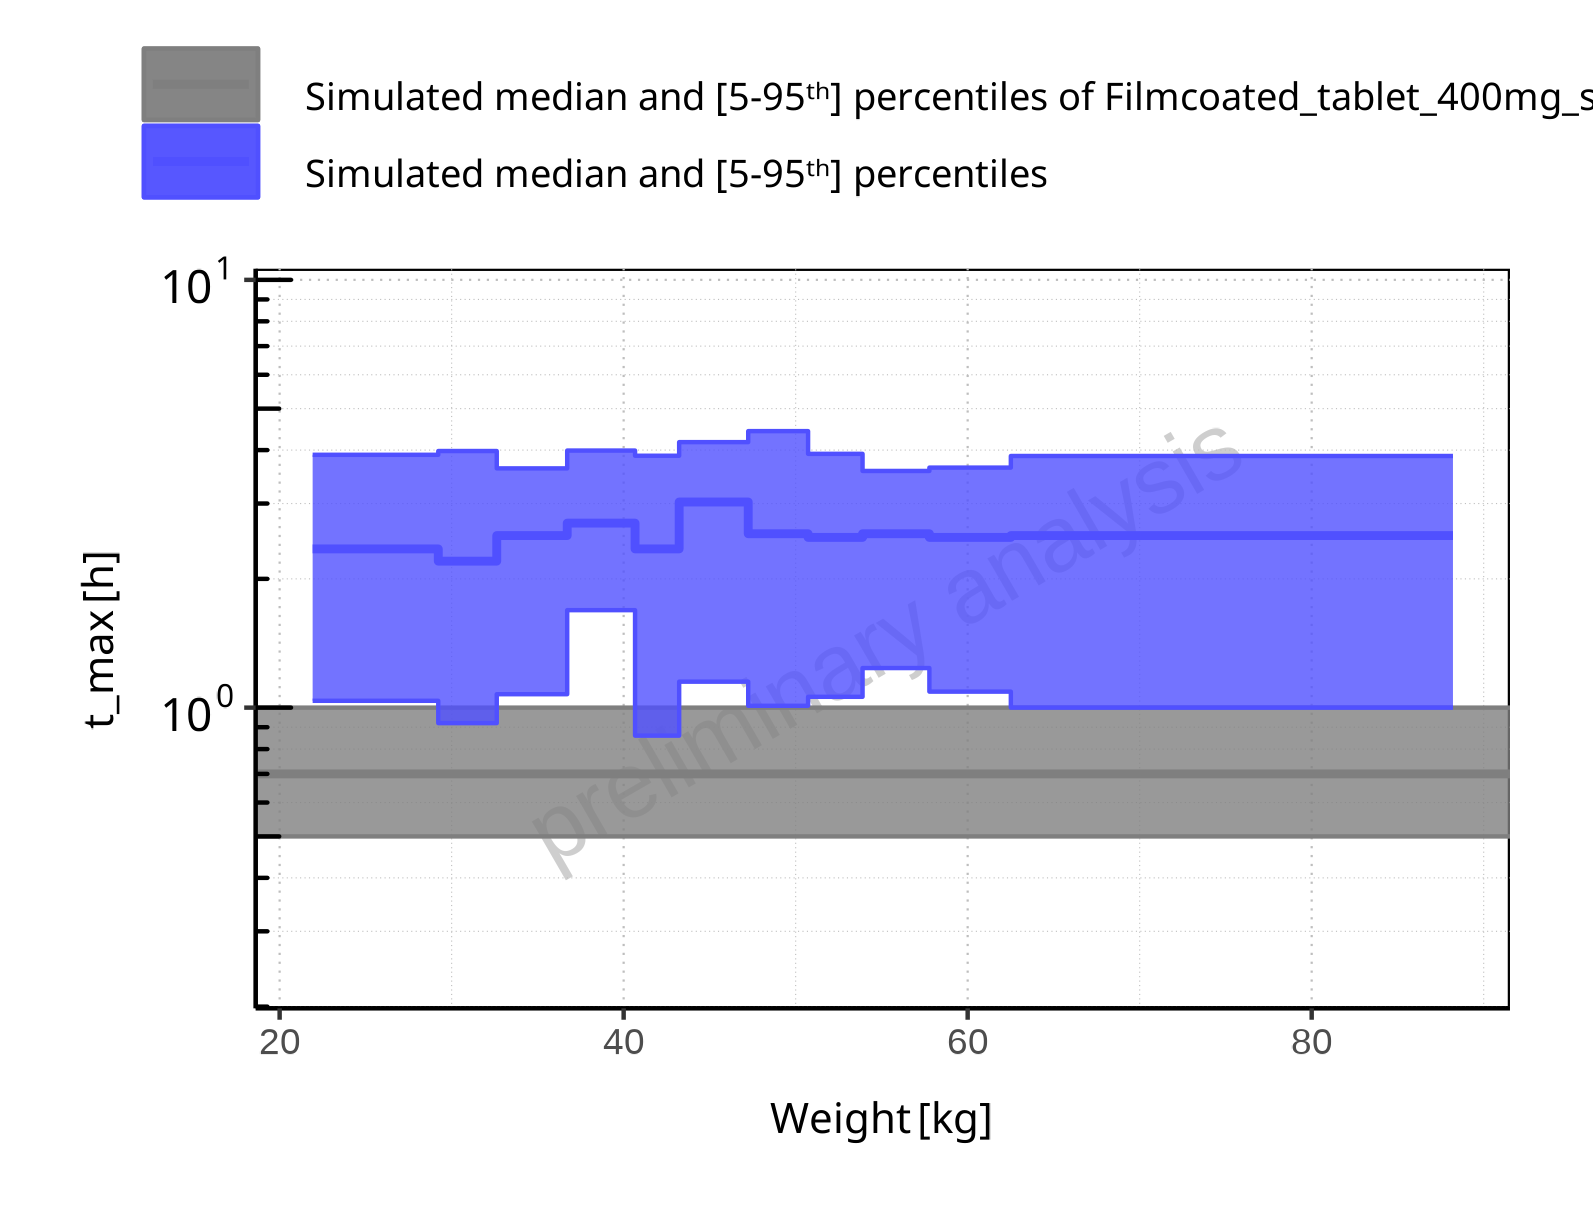 Simulated median and [5-95th] percentiles of Filmcoated_tablet_400mg_s
Simulated median and [5-95th] percentiles
10^1
10^0
t_max [h]
preliminary analysis
20 40 60 80
Weight [kg]